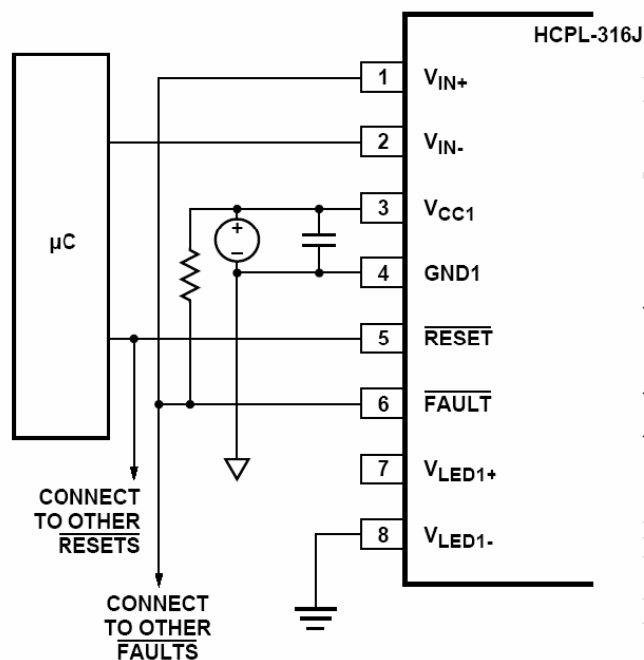 HCPL-316J
1 VIN+
2 VIN-
µC
+
–
3 VCC1
4 GND1
5 RESET
6 FAULT
7 VLED1+
8 VLED1-
CONNECT
TO OTHER
RESETS
CONNECT
TO OTHER
FAULTS